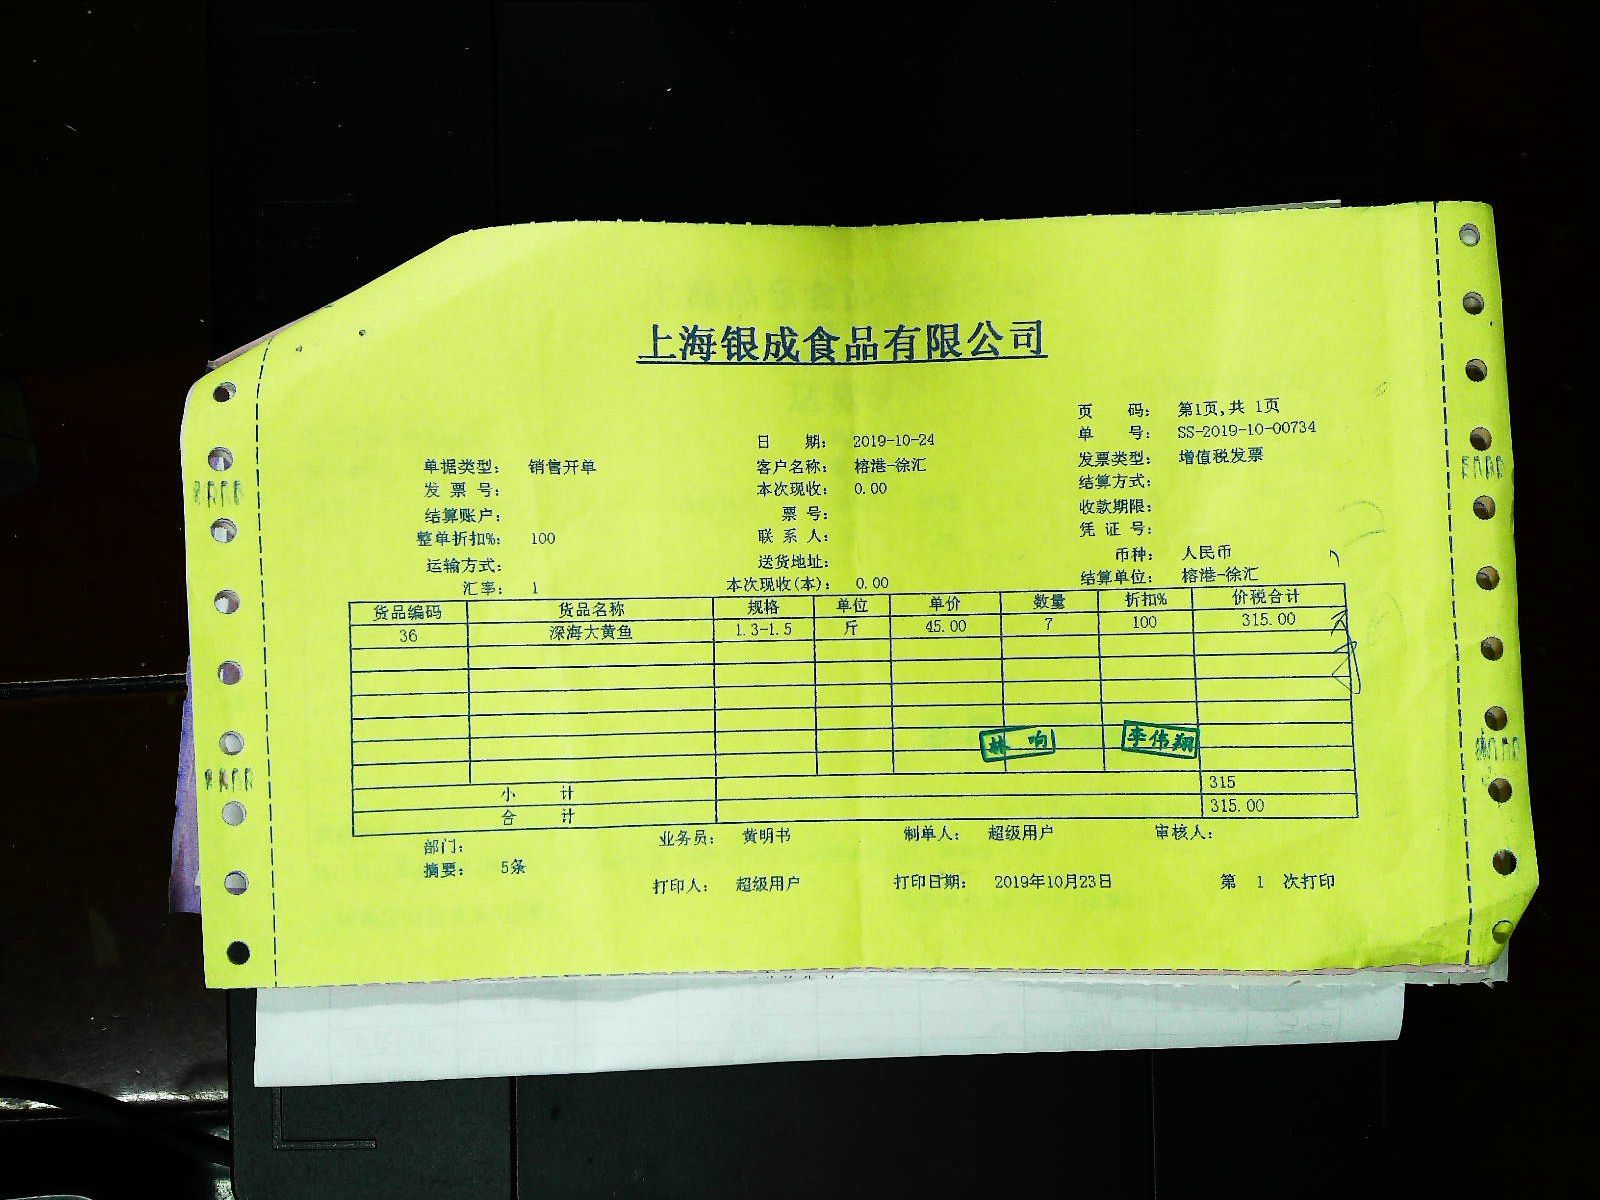 上海银成食品有限公司
页 码: 第1页,共 1页
日 期: 2019-10-24 单 号: SS-2019-10-00734
单据类型: 销售开单 客户名称: 榕港-徐汇 发票类型: 增值税发票
发 票 号: 本次现收: 0.00 结算方式:
结算账户: 票 号: 收款期限:
整单折扣%: 100 联 系 人: 凭 证 号:
运输方式: 送货地址: 币种: 人民币
汇率: 1 本次现收(本): 0.00 结算单位: 榕港-徐汇
货品编码 货品名称 规格 单位 单价 数量 折扣% 价税合计
36 深海大黄鱼 1.3-1.5 斤 45.00 7 100 315.00
林 响 李伟翔
小 计 315
合 计 315.00
部门: 业务员: 黄明书 制单人: 超级用户 审核人:
摘要: 5条
打印人: 超级用户 打印日期: 2019年10月23日 第 1 次打印